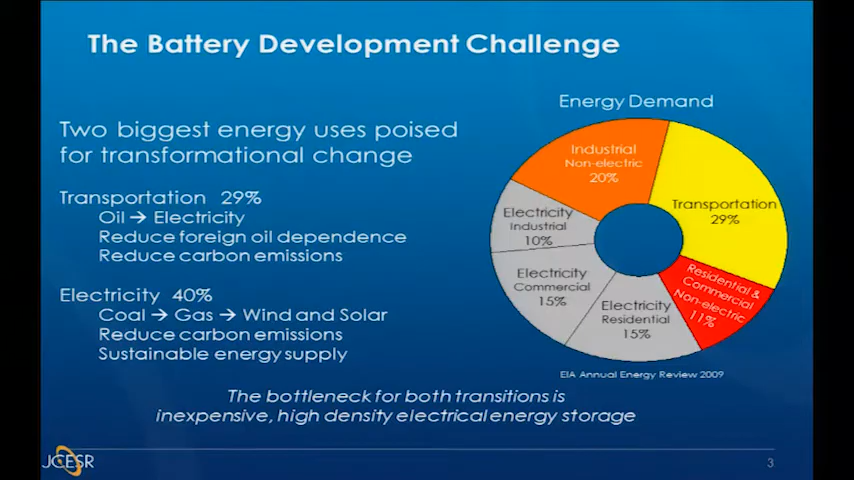 The Battery Development Challenge
Two biggest energy uses poised
for transformational change
Transportation 29%
Oil → Electricity
Reduce foreign oil dependence
Reduce carbon emissions
Electricity 40%
Coal → Gas → Wind and Solar
Reduce carbon emissions
Sustainable energy supply
Energy Demand
Industrial
Non-electric
20%
Transportation
29%
Residential &
Commercial
Non-electric
11%
Electricity
Residential
15%
Electricity
Commercial
15%
Electricity
Industrial
10%
EIA Annual Energy Review 2009
The bottleneck for both transitions is
inexpensive, high density electrical energy storage
JCESR
3